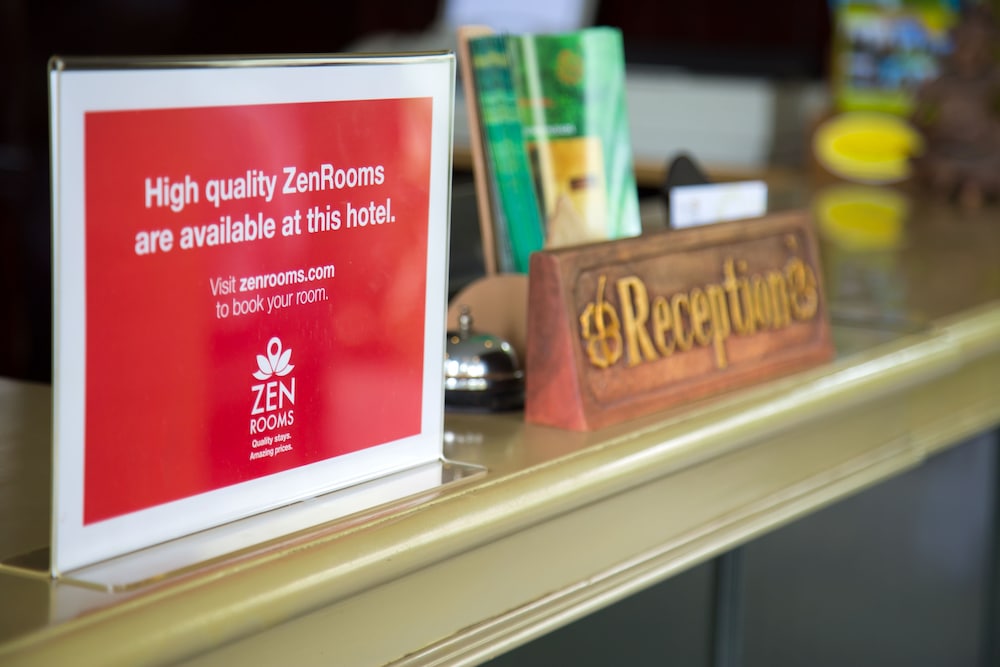 High quality ZenRooms
are available at this hotel.
Visit zenrooms.com
to book your room.
ZEN
ROOMS
Quality stays.
Amazing prices.
Reception